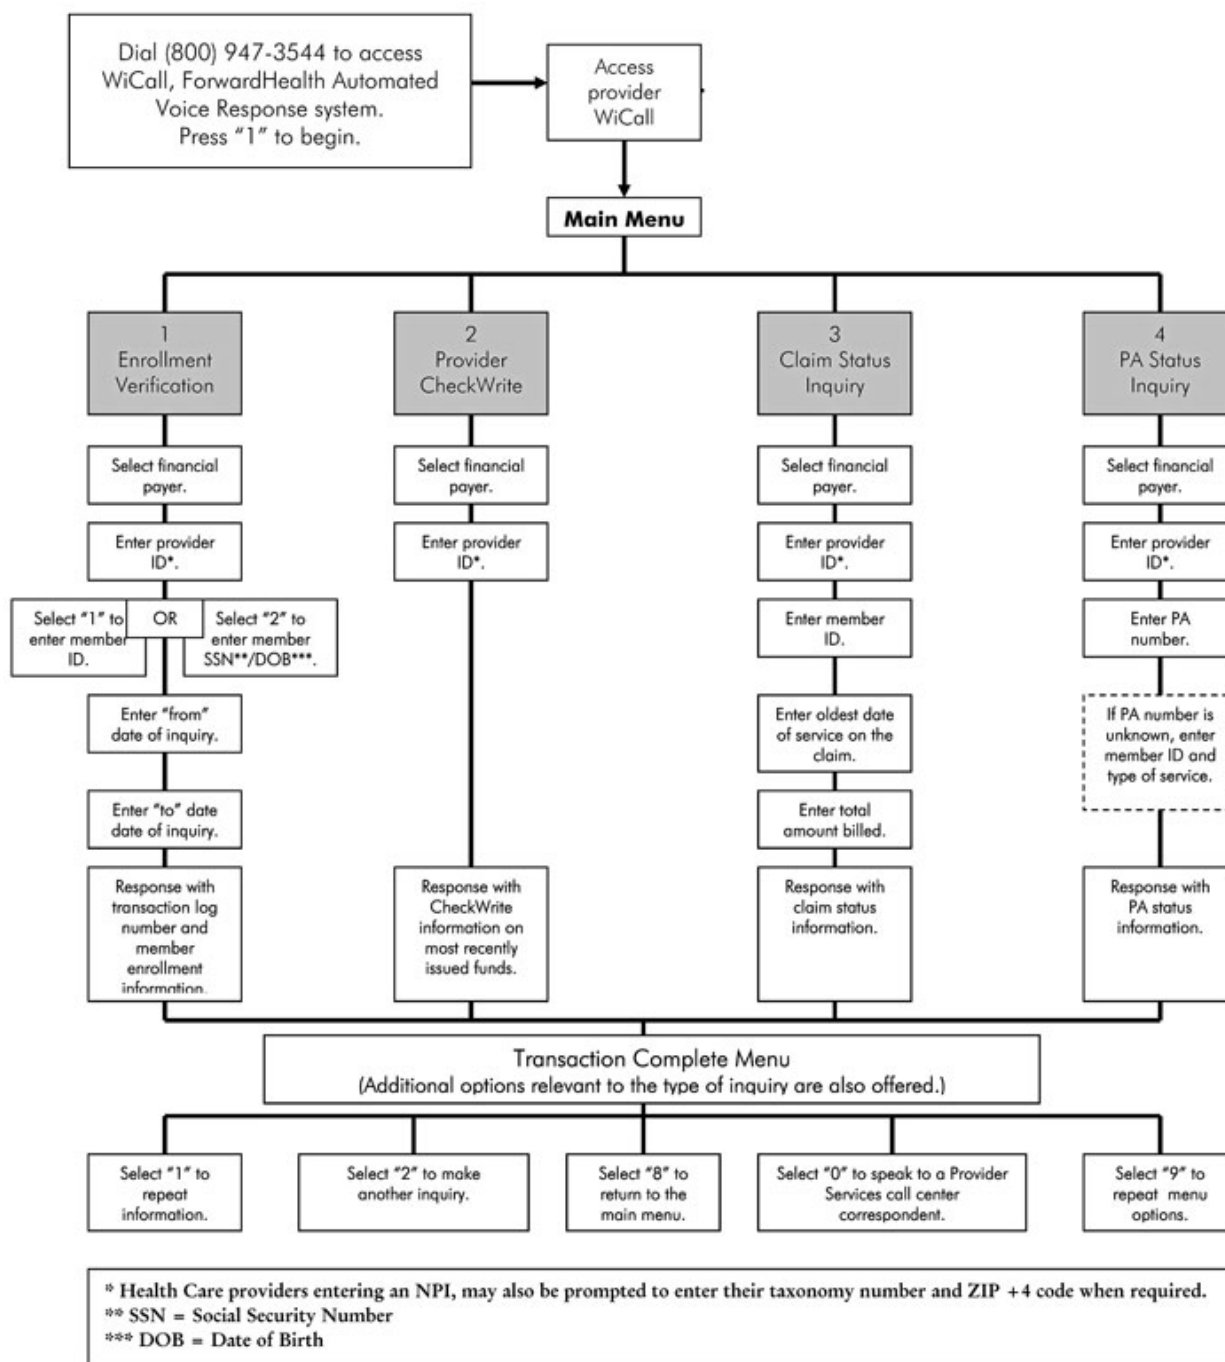 Dial (800) 947-3544 to access
WiCall, ForwardHealth Automated
Voice Response system.
Press "1" to begin.
Access
provider
WiCall
Main Menu
1
Enrollment
Verification
2
Provider
CheckWrite
3
Claim Status
Inquiry
4
PA Status
Inquiry
Select financial
payer.
Select financial
payer.
Select financial
payer.
Select financial
payer.
Enter provider
ID*.
Enter provider
ID*.
Enter provider
ID*.
Enter provider
ID*.
Select "1" to
enter member
ID.
OR
Select "2" to
enter member
SSN**/DOB***.
Enter member
ID.
Enter PA
number.
Enter "from"
date of inquiry.
Enter oldest date
of service on the
claim.
If PA number is
unknown, enter
member ID and
type of service.
Enter "to" date
date of inquiry.
Enter total
amount billed.
Response with
transaction log
number and
member
enrollment
information.
Response with
CheckWrite
information on
most recently
issued funds.
Response with
claim status
information.
Response with
PA status
information.
Transaction Complete Menu
(Additional options relevant to the type of inquiry are also offered.)
Select "1" to
repeat
information.
Select "2" to make
another inquiry.
Select "8" to
return to the
main menu.
Select "0" to speak to a Provider
Services call center
correspondent.
Select "9" to
repeat menu
options.
* Health Care providers entering an NPI, may also be prompted to enter their taxonomy number and ZIP +4 code when required.
** SSN = Social Security Number
*** DOB = Date of Birth